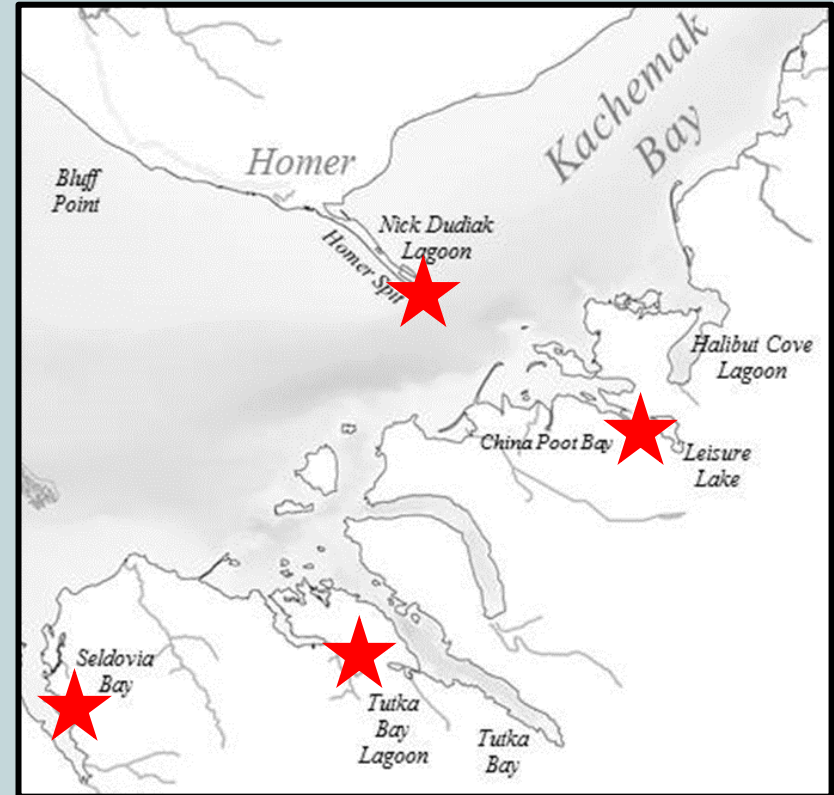 Kachemak
Bay
Homer
Bluff
Point
Nick Dudiak
Lagoon
Homer Spit
Halibut Cove
Lagoon
China Poot Bay
Leisure
Lake
Seldovia
Bay
Tutka
Bay
Lagoon
Tutka
Bay